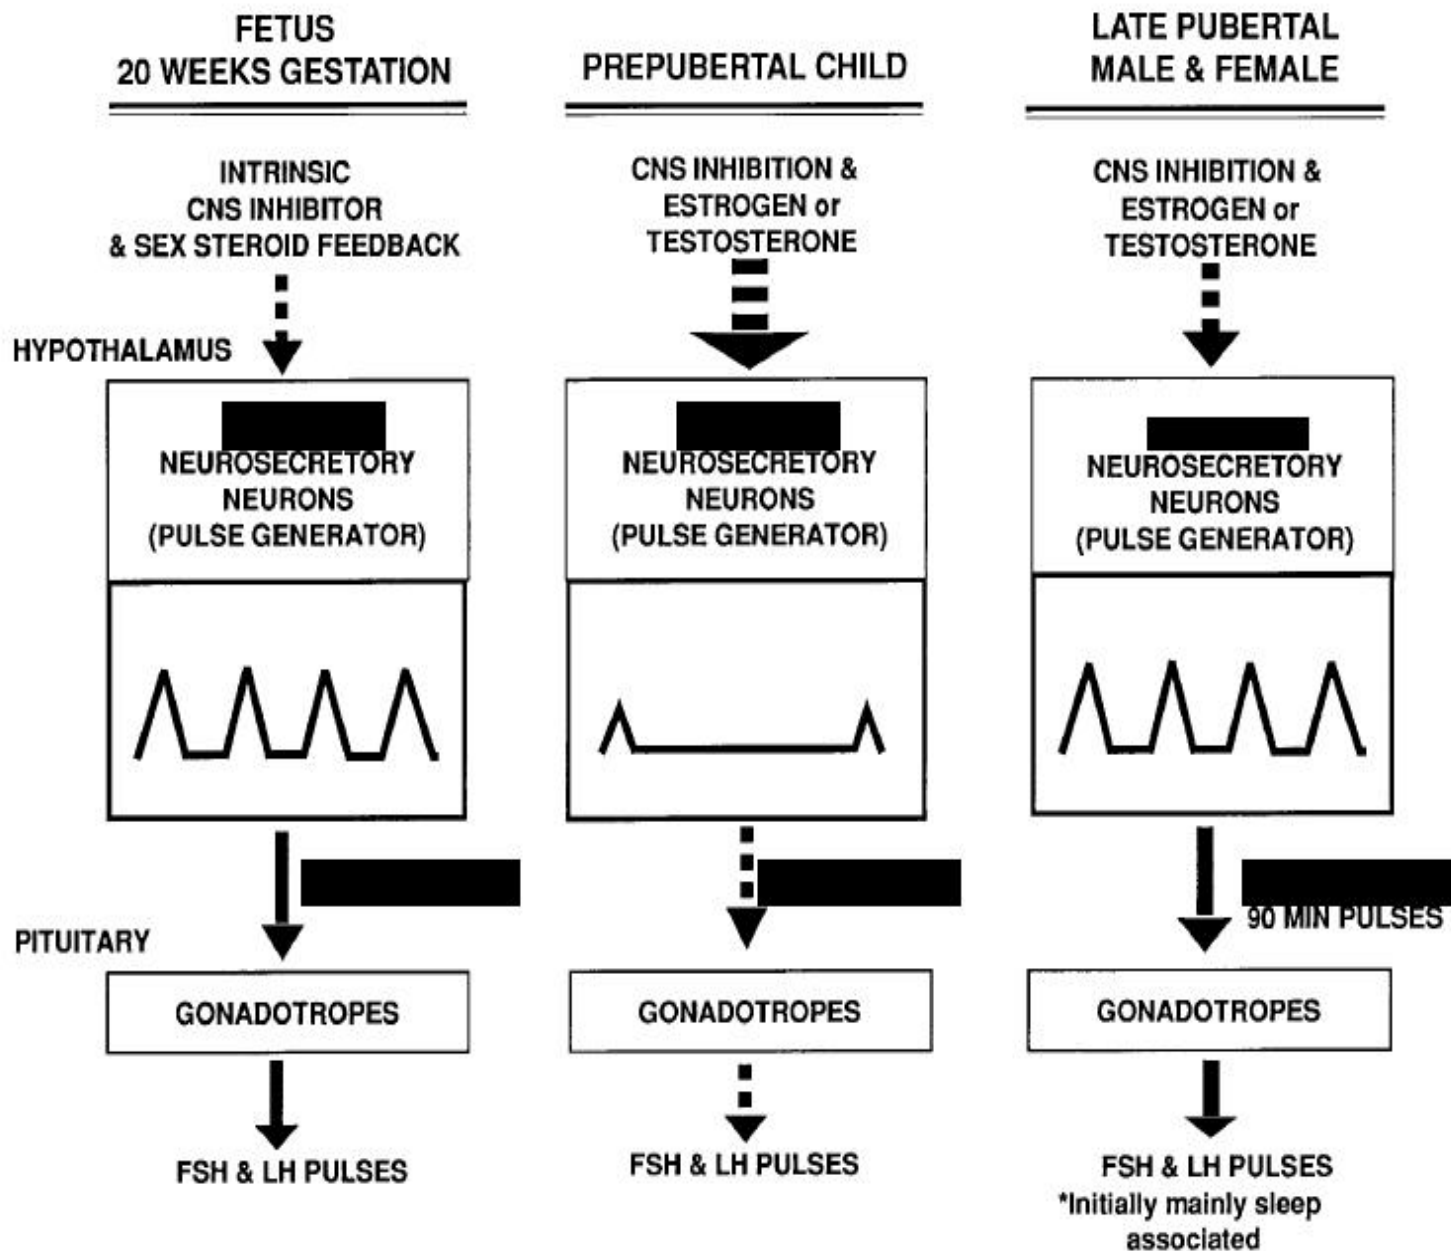 FETUS
20 WEEKS GESTATION
INTRINSIC
CNS INHIBITOR
& SEX STEROID FEEDBACK
HYPOTHALAMUS
NEUROSECRETORY
NEURONS
(PULSE GENERATOR)
PITUITARY
GONADOTROPES
FSH & LH PULSES
PREPUBERTAL CHILD
CNS INHIBITION &
ESTROGEN or
TESTOSTERONE
NEUROSECRETORY
NEURONS
(PULSE GENERATOR)
GONADOTROPES
FSH & LH PULSES
LATE PUBERTAL
MALE & FEMALE
CNS INHIBITION &
ESTROGEN or
TESTOSTERONE
NEUROSECRETORY
NEURONS
(PULSE GENERATOR)
90 MIN PULSES
GONADOTROPES
FSH & LH PULSES
*Initially mainly sleep
associated